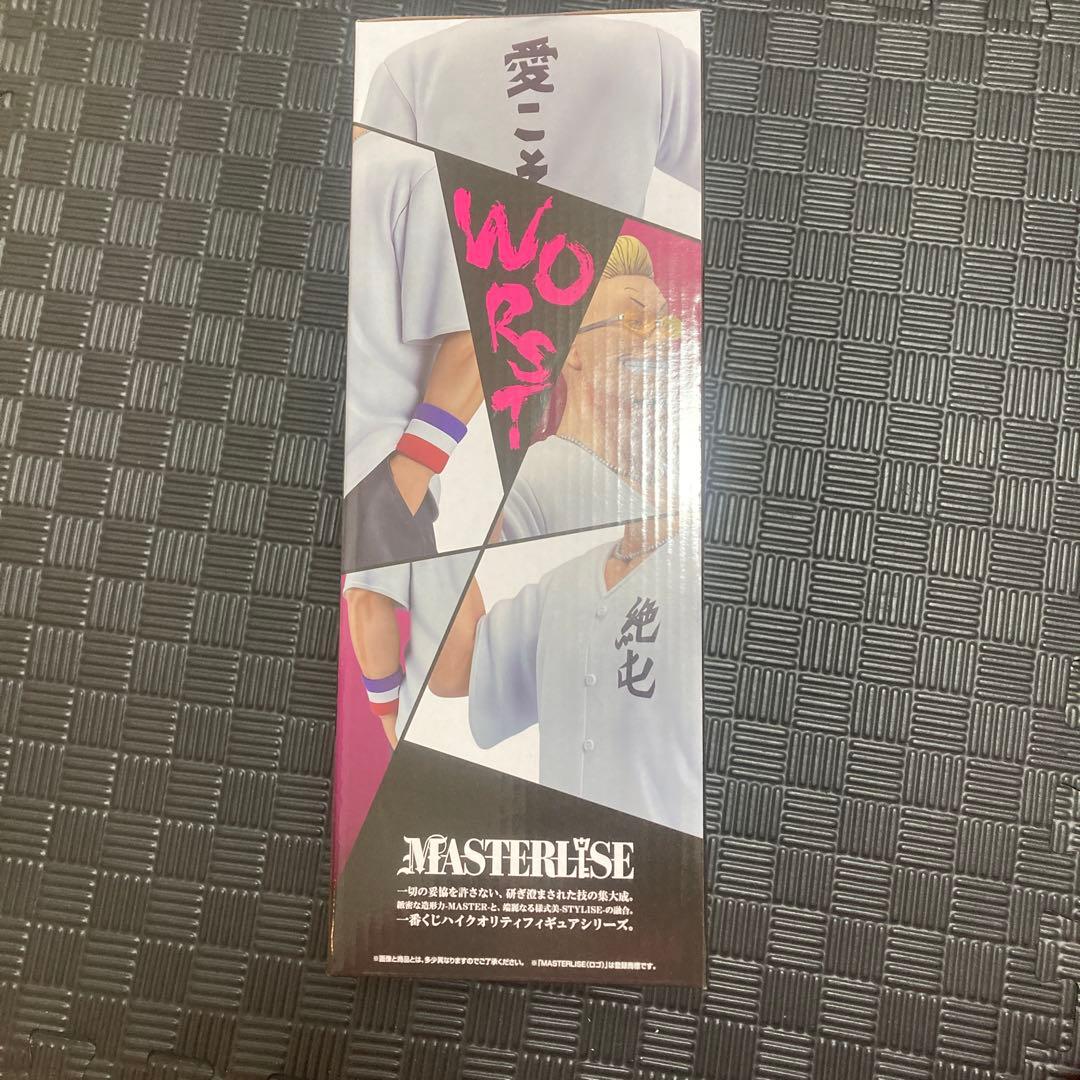 愛こそ
WORST
絶屯
MASTERLISE
一切の妥協を許さない、研ぎ澄まされた技の集大成。
緻密な造形力-MASTER-と、端麗なる様式美-STYLISE-の融合。
一番くじハイクオリティフィギュアシリーズ。
※画像と商品とは、多少異なりますのでご了承ください。 ※「MASTERLISE(ロゴ)」は登録商標です。